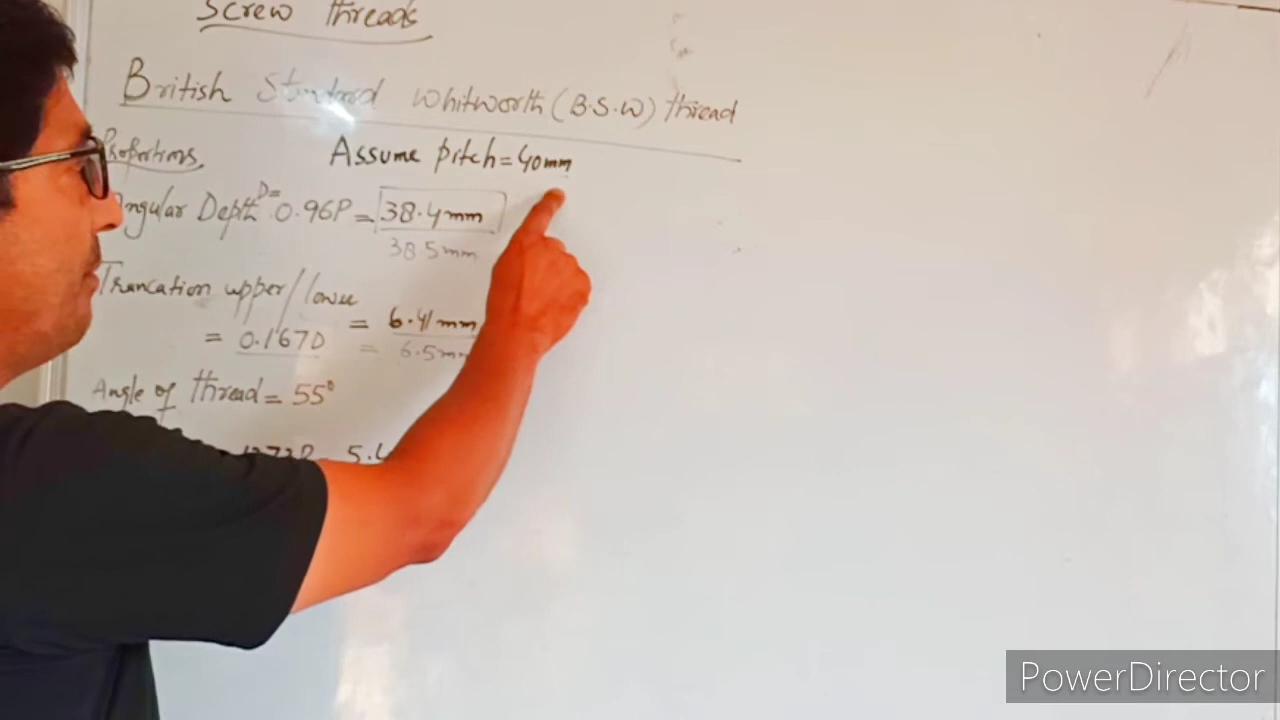 Screw threads
British Standard Whitworth (B.S.W) thread
Proportions Assume pitch = 40mm
Angular Depth D= 0.96P = 38.4mm
38.5mm
Truncation upper/lower
= 0.167D = 6.41mm
= 6.5mm
Angle of thread = 55°
PowerDirector